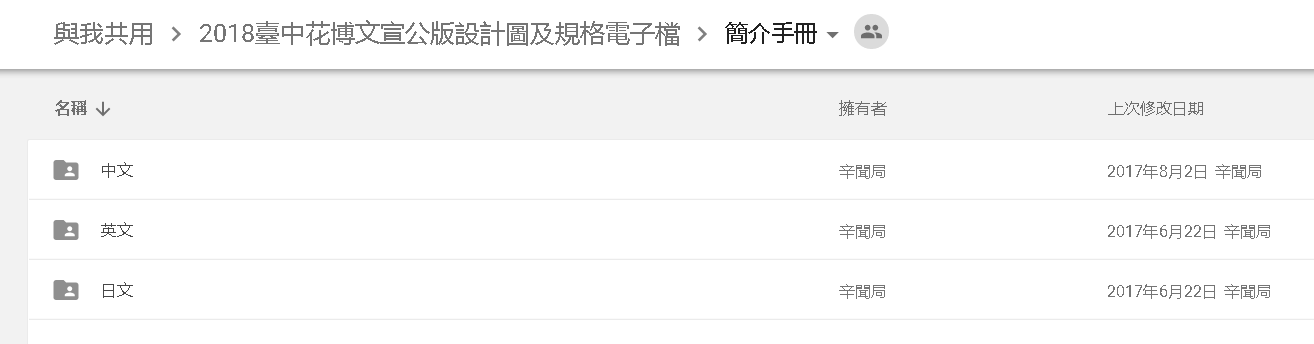 與我共用 > 2018臺中花博文宣公版設計圖及規格電子檔 > 簡介手冊
名稱 ↓ 擁有者 上次修改日期
中文 辛聞局 2017年8月2日 辛聞局
英文 辛聞局 2017年6月22日 辛聞局
日文 辛聞局 2017年6月22日 辛聞局